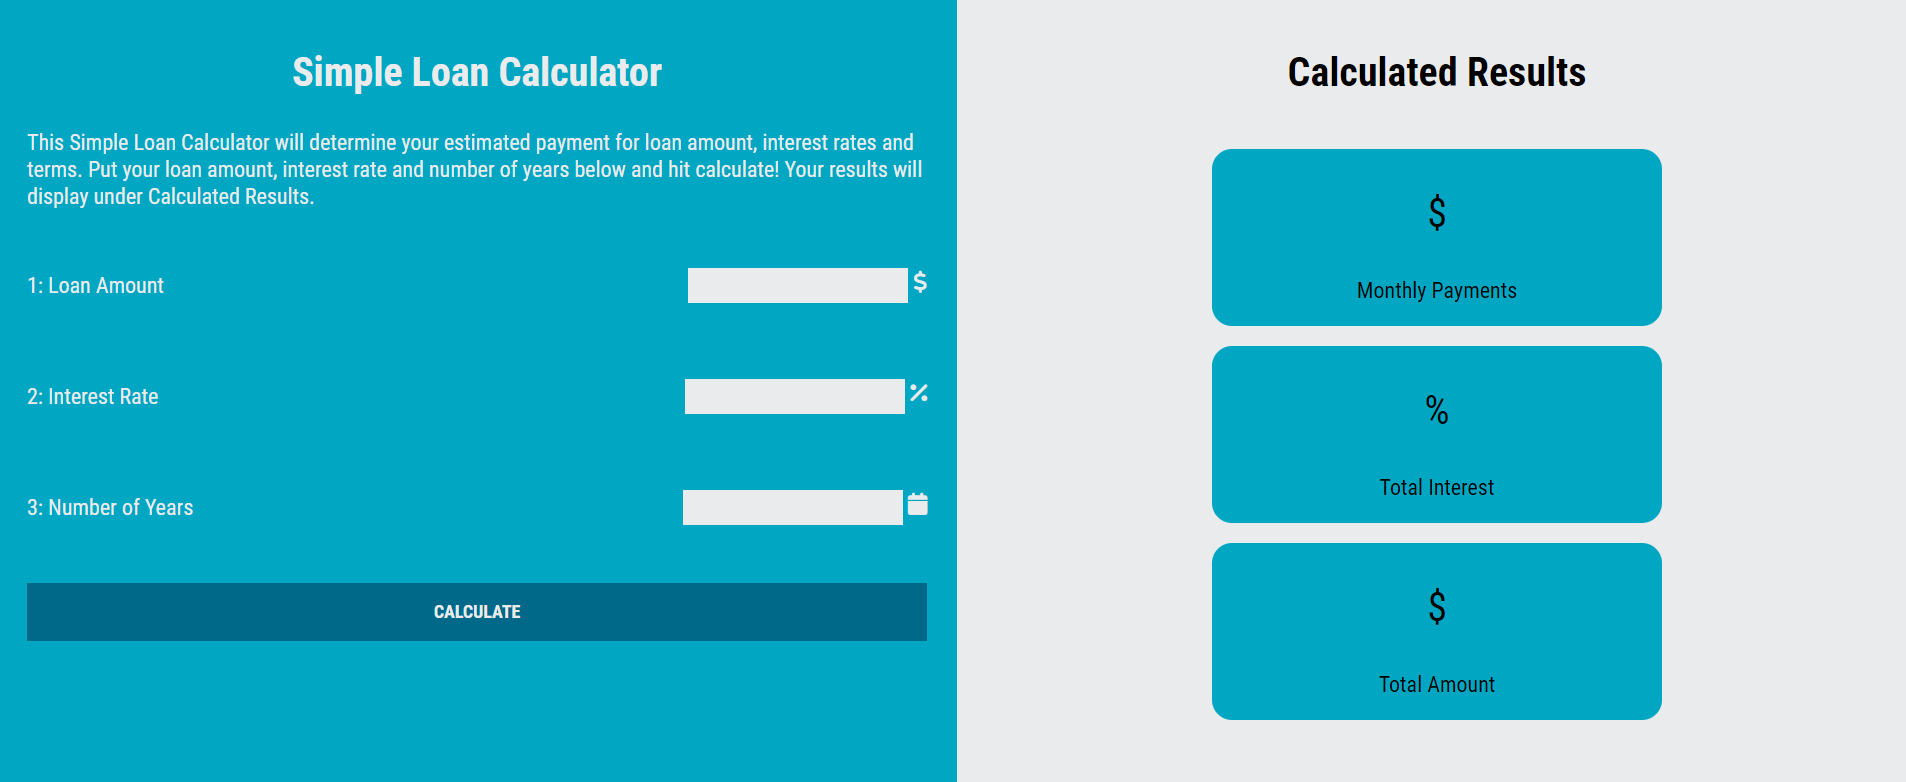 Simple Loan Calculator
This Simple Loan Calculator will determine your estimated payment for loan amount, interest rates and
terms. Put your loan amount, interest rate and number of years below and hit calculate! Your results will
display under Calculated Results.
1: Loan Amount
$
2: Interest Rate
%
3: Number of Years
CALCULATE
Calculated Results
$
Monthly Payments
%
Total Interest
$
Total Amount